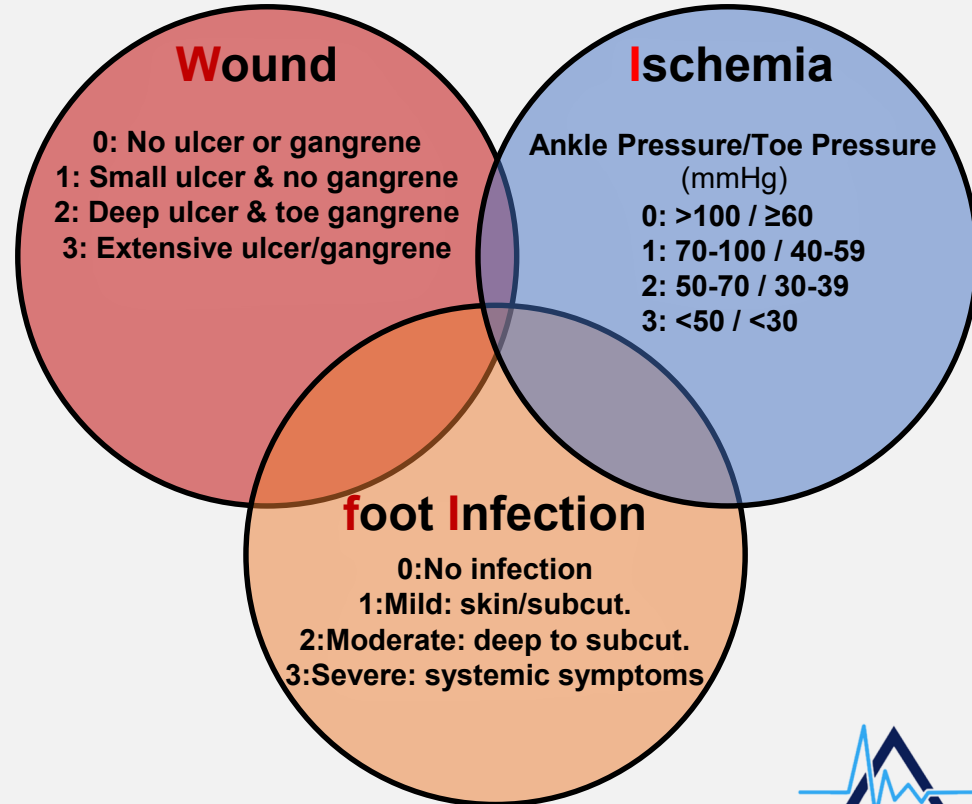 Wound
0: No ulcer or gangrene
1: Small ulcer & no gangrene
2: Deep ulcer & toe gangrene
3: Extensive ulcer/gangrene
Ischemia
Ankle Pressure/Toe Pressure
(mmHg)
0: >100 / ≥60
1: 70-100 / 40-59
2: 50-70 / 30-39
3: <50 / <30
foot Infection
0:No infection
1:Mild: skin/subcut.
2:Moderate: deep to subcut.
3:Severe: systemic symptoms